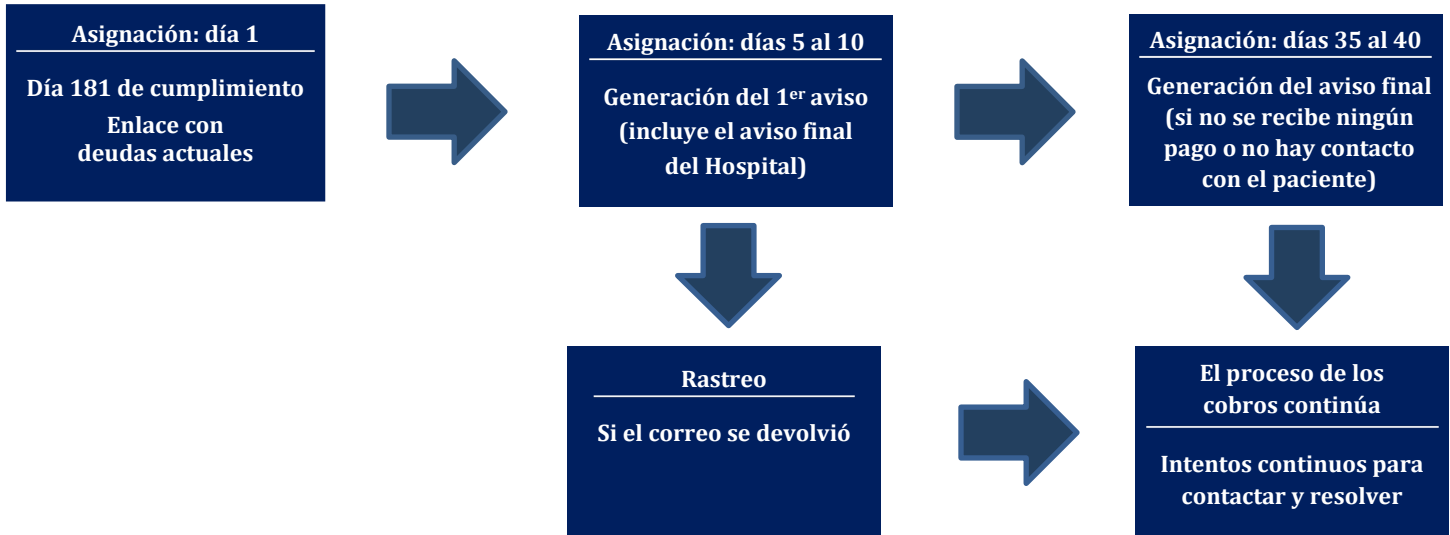 Asignación: día 1
Día 181 de cumplimiento
Enlace con
deudas actuales
Asignación: días 5 al 10
Generación del 1er aviso
(incluye el aviso final
del Hospital)
Asignación: días 35 al 40
Generación del aviso final
(si no se recibe ningún
pago o no hay contacto
con el paciente)
Rastreo
Si el correo se devolvió
El proceso de los
cobros continúa
Intentos continuos para
contactar y resolver